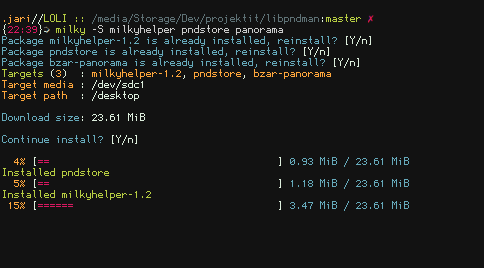 .jari//LOLI :: /media/Storage/Dev/projektit/libpndman:master ✗
{22:39}➲ milky -S milkyhelper pndstore panorama
Package milkyhelper-1.2 is already installed, reinstall? [Y/n]
Package pndstore is already installed, reinstall? [Y/n]
Package bzar-panorama is already installed, reinstall? [Y/n]
Targets (3)  : milkyhelper-1.2, pndstore, bzar-panorama
Target media : /dev/sdc1
Target path  : /desktop
Download size: 23.61 MiB
Continue install? [Y/n]
4% [== ] 0.93 MiB / 23.61 MiB
Installed pndstore
5% [== ] 1.18 MiB / 23.61 MiB
Installed milkyhelper-1.2
15% [====== ] 3.47 MiB / 23.61 MiB